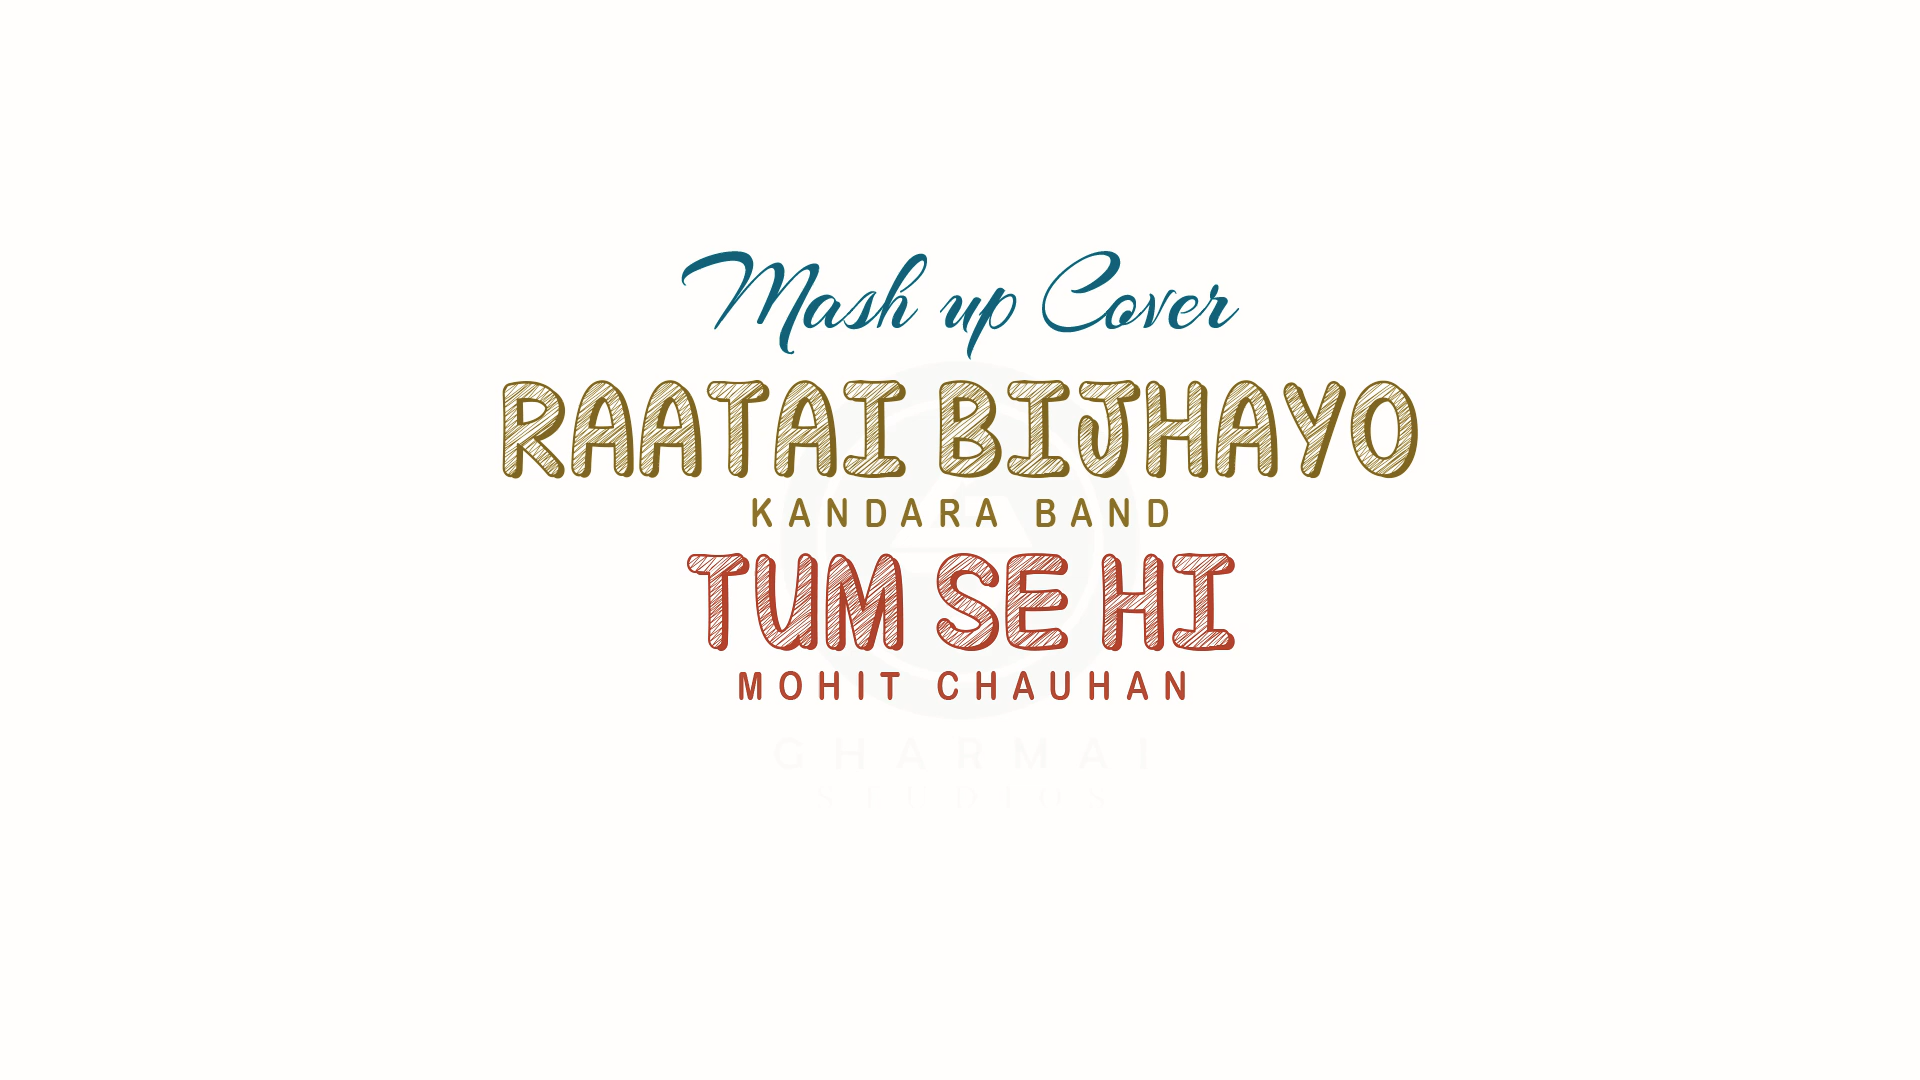 Mash up Cover
RAATAI BIJHAYO
KANDARA BAND
TUM SE HI
MOHIT CHAUHAN
GHARMAI
STUDIOS